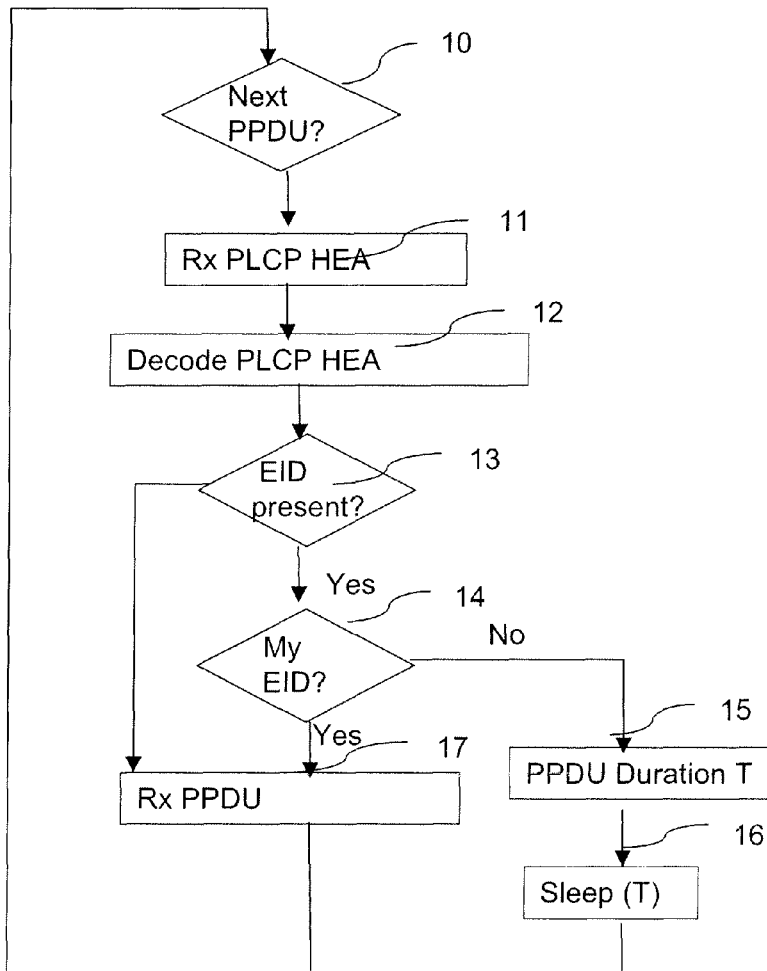 10
Next
PPDU?
11
Rx PLCP HEA
12
Decode PLCP HEA
13
EID
present?
Yes
14
My
EID?
No
Yes
15
17
PPDU Duration T
Rx PPDU
16
Sleep (T)